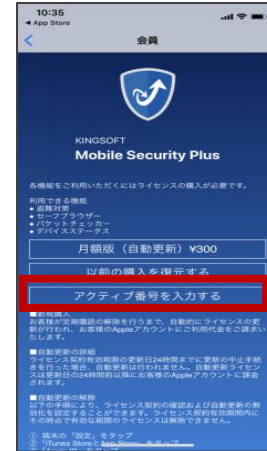 10:35
App Store
会員
KINGSOFT
Mobile Security Plus
各機能をご利用いただくにはライセンスの購入が必要です。
利用できる機能
• 盗難対策
• セーフブラウザー
• パケットチェッカー
• デバイスステータス
月額版（自動更新）¥300
以前の購入を復元する
アクティブ番号を入力する
■新規購入
お客様が定期購読の解除を行うまで、自動的にライセンスの更
新が行われ、お客様のAppleアカウントにご利用代金をご請求い
たします。
■自動更新の詳細
ライセンス契約有効期限の更新日24時間までに更新の中止手続
きを行った場合、自動更新は行われません。自動更新ライセン
スは更新日の24時間前以降にお客様のAppleアカウントに課金
されます。
■自動更新の解除
以下の手順により、ライセンス契約の確認および自動更新の無
効化を設定することができます。ライセンス契約有効期間内に
その時点で有効な期間のライセンスは解除できません。
① 端末の「設定」をタップ
② 「iTunes StoreとApp Store」をタップ